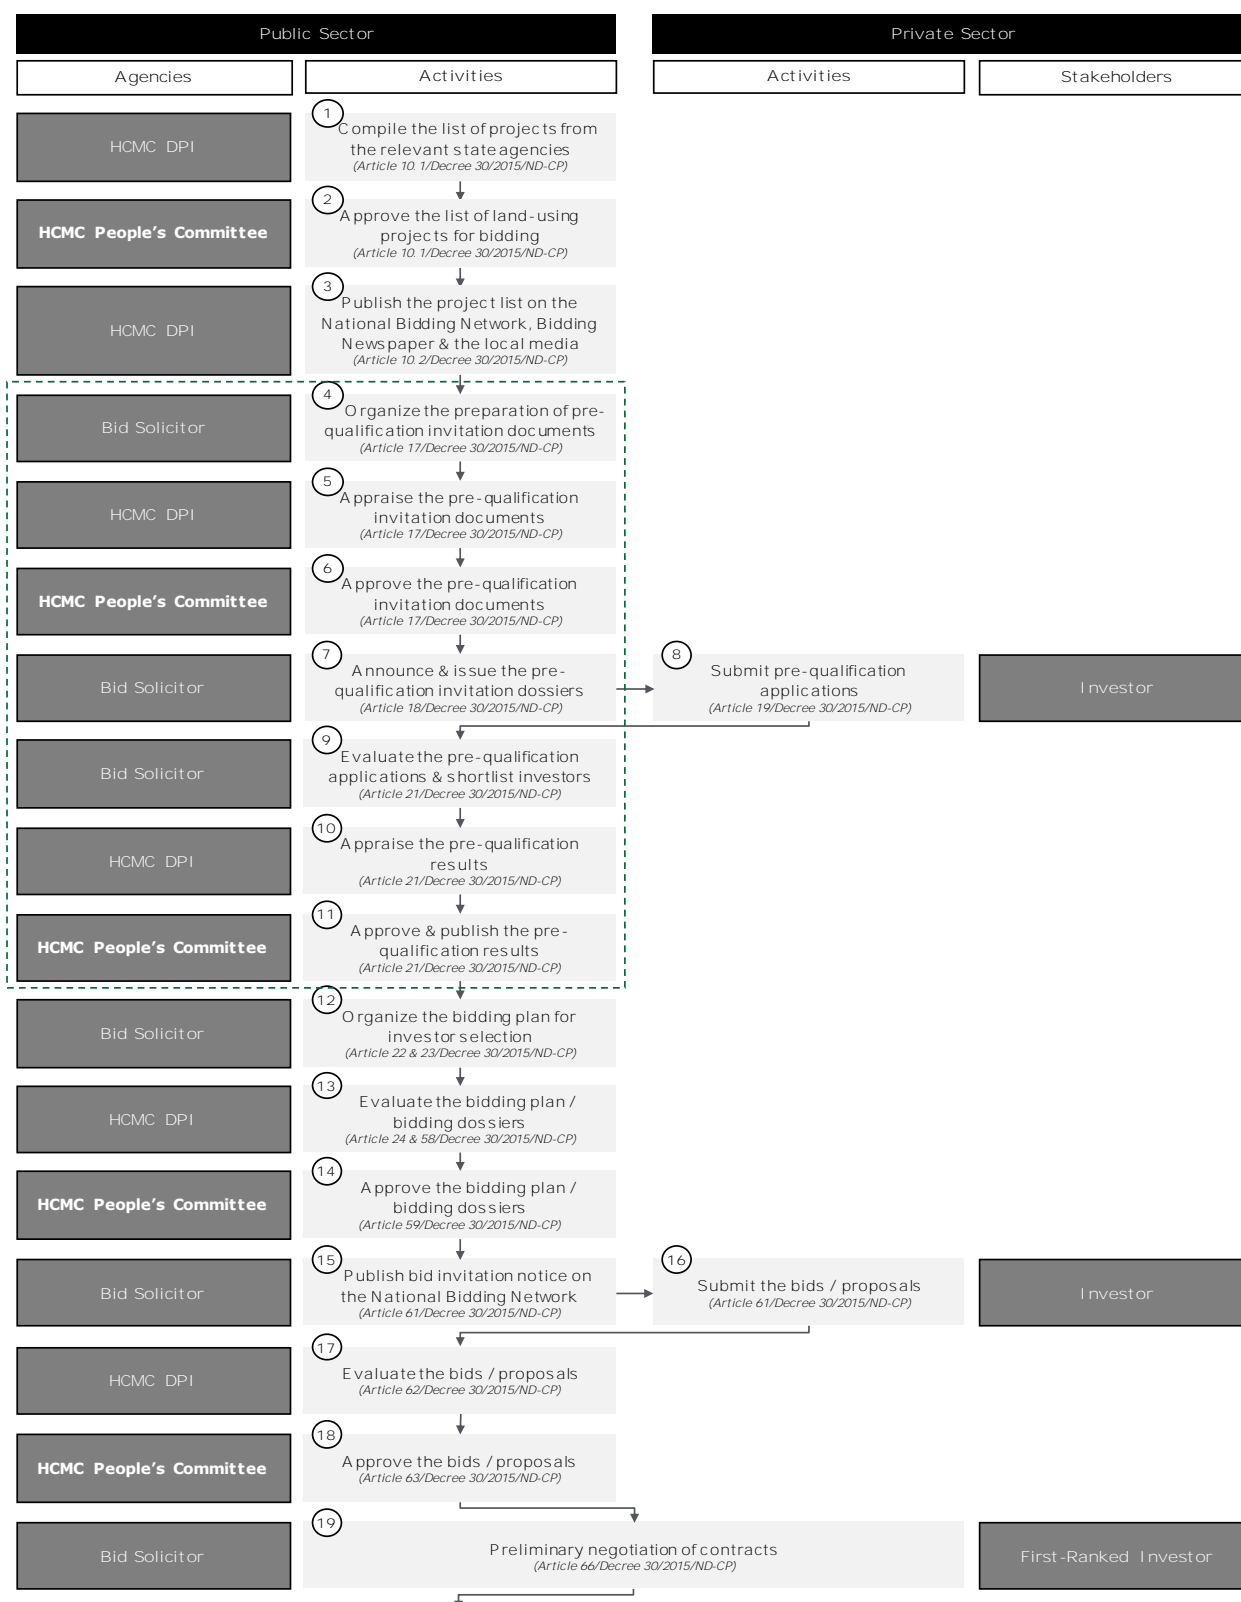 Public Sector
Private Sector
Agencies
Activities
Activities
Stakeholders
HCMC DPI
1
Compile the list of projects from
the relevant state agencies
(Article 10.1/Decree 30/2015/ND-CP)
HCMC People's Committee
2
Approve the list of land-using
projects for bidding
(Article 10.1/Decree 30/2015/ND-CP)
HCMC DPI
3
Publish the project list on the
National Bidding Network, Bidding
Newspaper & the local media
(Article 10.2/Decree 30/2015/ND-CP)
Bid Solicitor
4
Organize the preparation of pre-
qualification invitation documents
(Article 17/Decree 30/2015/ND-CP)
HCMC DPI
5
Appraise the pre-qualification
invitation documents
(Article 17/Decree 30/2015/ND-CP)
HCMC People's Committee
6
Approve the pre-qualification
invitation documents
(Article 17/Decree 30/2015/ND-CP)
Bid Solicitor
7
Announce & issue the pre-
qualification invitation dossiers
(Article 18/Decree 30/2015/ND-CP)
8
Submit pre-qualification
applications
(Article 19/Decree 30/2015/ND-CP)
Investor
Bid Solicitor
9
Evaluate the pre-qualification
applications & shortlist investors
(Article 21/Decree 30/2015/ND-CP)
HCMC DPI
10
Appraise the pre-qualification
results
(Article 21/Decree 30/2015/ND-CP)
HCMC People's Committee
11
Approve & publish the pre-
qualification results
(Article 21/Decree 30/2015/ND-CP)
Bid Solicitor
12
Organize the bidding plan for
investor selection
(Article 22 & 23/Decree 30/2015/ND-CP)
HCMC DPI
13
Evaluate the bidding plan /
bidding dossiers
(Article 24 & 58/Decree 30/2015/ND-CP)
HCMC People's Committee
14
Approve the bidding plan /
bidding dossiers
(Article 59/Decree 30/2015/ND-CP)
Bid Solicitor
15
Publish bid invitation notice on
the National Bidding Network
(Article 61/Decree 30/2015/ND-CP)
16
Submit the bids / proposals
(Article 61/Decree 30/2015/ND-CP)
Investor
HCMC DPI
17
Evaluate the bids / proposals
(Article 62/Decree 30/2015/ND-CP)
HCMC People's Committee
18
Approve the bids / proposals
(Article 63/Decree 30/2015/ND-CP)
Bid Solicitor
19
Preliminary negotiation of contracts
(Article 66/Decree 30/2015/ND-CP)
First-Ranked Investor